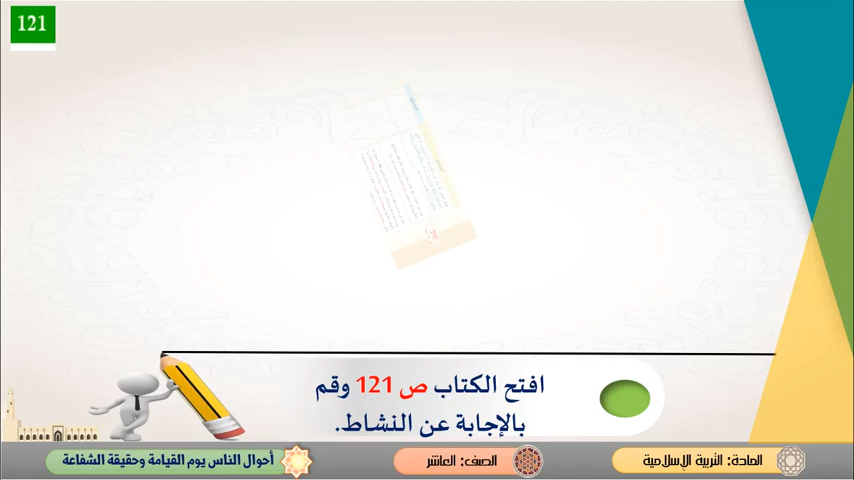 121
افتح الكتاب ص 121 وقم
بالإجابة عن النشاط.
المادة: التربية الإسلامية
الصف: العاشر
أحوال الناس يوم القيامة وحقيقة الشفاعة